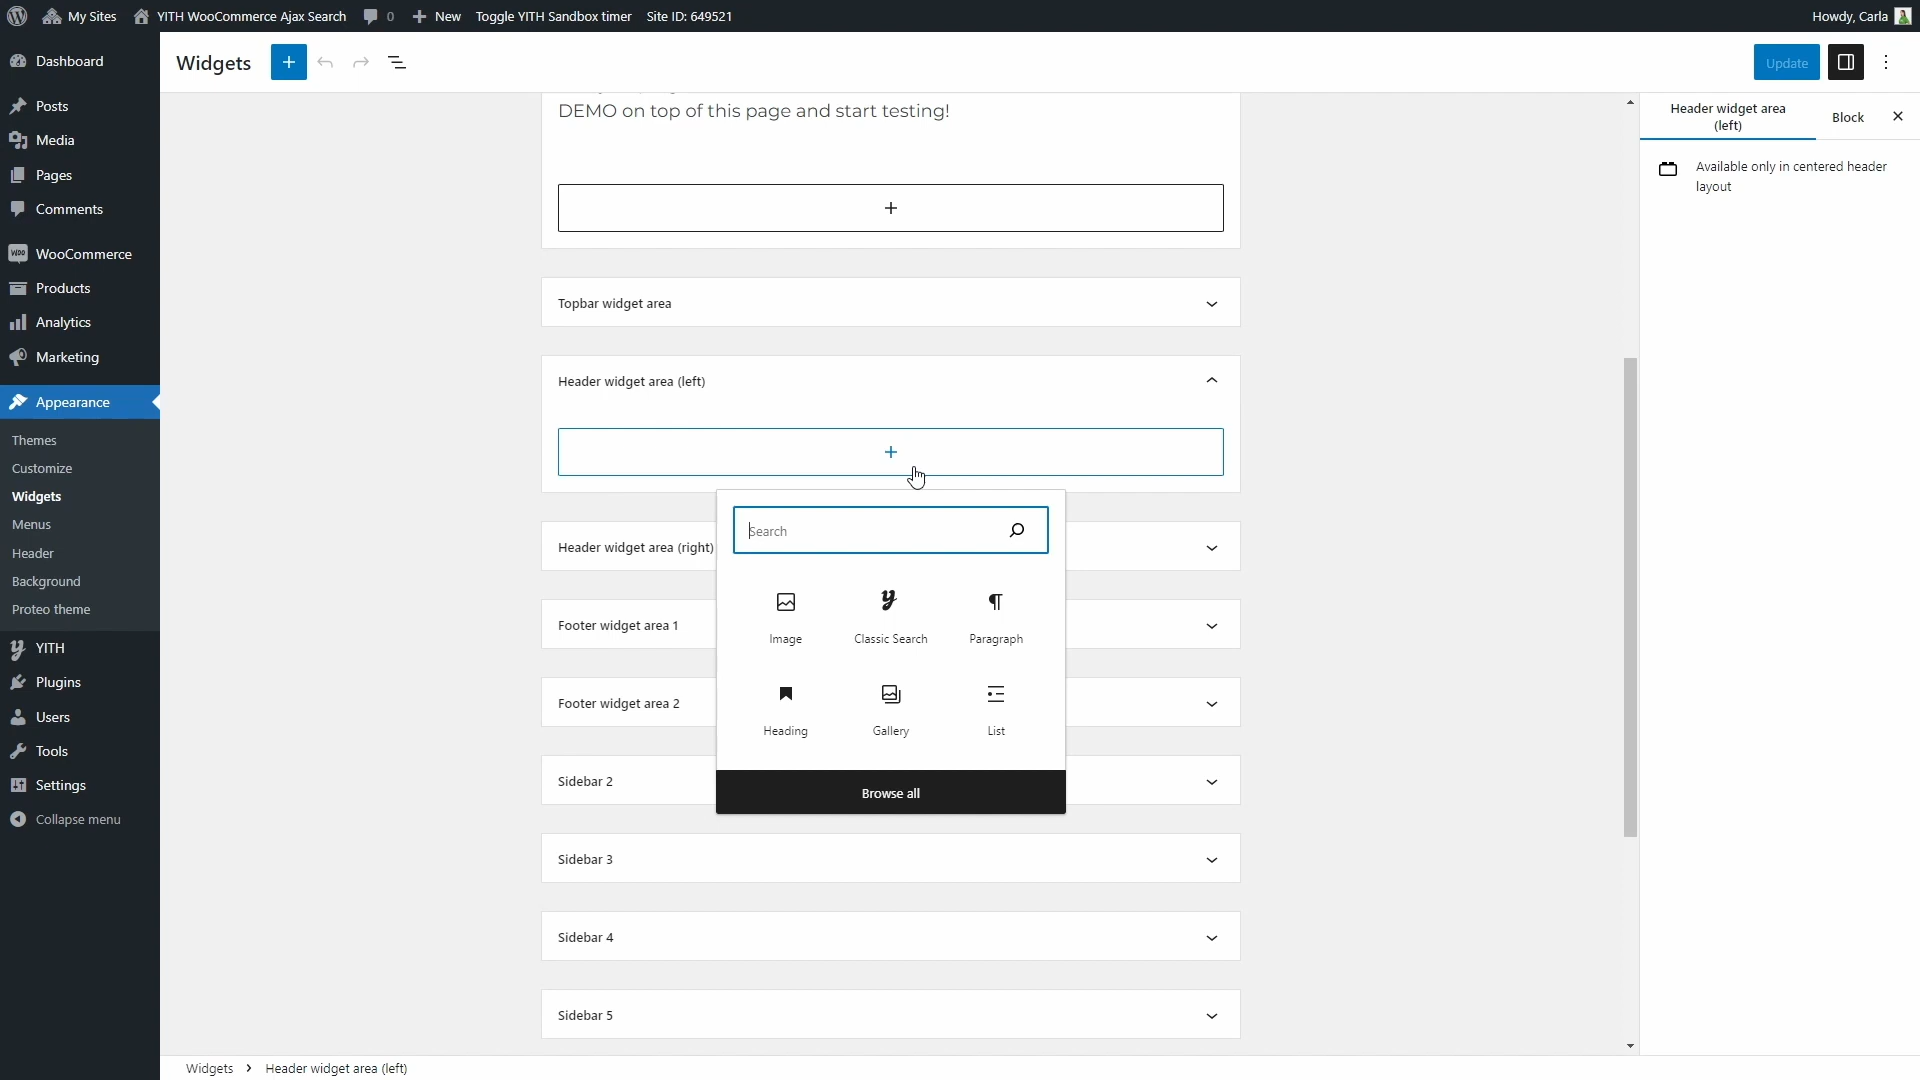 My Sites
YITH WooCommerce Ajax Search
0
New
Toggle YITH Sandbox timer
Site ID: 649521
Howdy, Carla
Dashboard
Posts
Media
Pages
Comments
WooCommerce
Products
Analytics
Marketing
Appearance
Themes
Customize
Widgets
Menus
Header
Background
Proteo theme
YITH
Plugins
Users
Tools
Settings
Collapse menu
Widgets
Update
DEMO on top of this page and start testing!
Topbar widget area
Header widget area (left)
Header widget area (right)
Footer widget area 1
Footer widget area 2
Sidebar 2
Sidebar 3
Sidebar 4
Sidebar 5
Search
Image
Classic Search
Paragraph
Heading
Gallery
List
Browse all
Header widget area
(left)
Block
Available only in centered header
layout
Widgets
Header widget area (left)